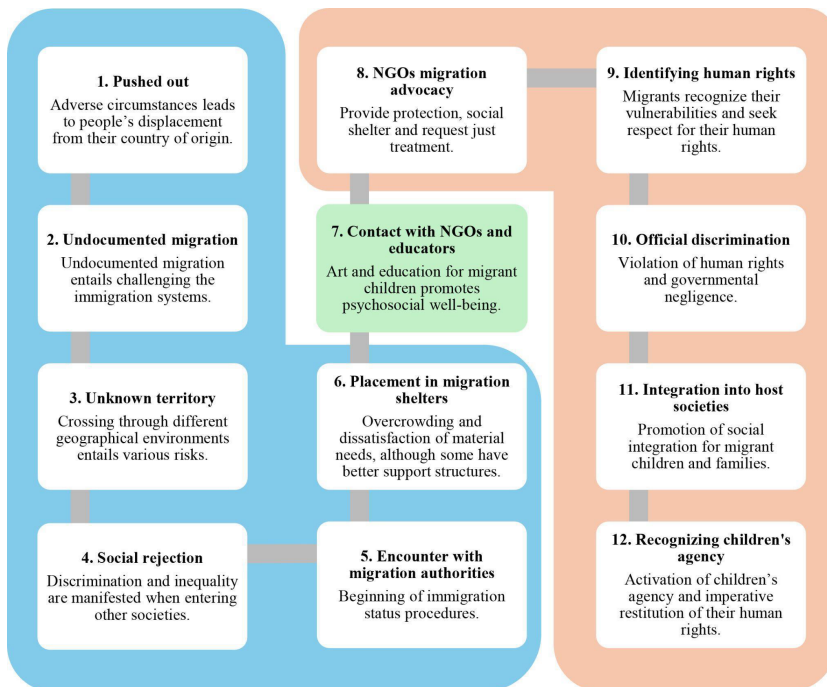 1. Pushed out
Adverse circumstances leads
to people's displacement
from their country of origin.
2. Undocumented migration
Undocumented migration
entails challenging the
immigration systems.
3. Unknown territory
Crossing through different
geographical environments
entails various risks.
4. Social rejection
Discrimination and inequality
are manifested when entering
other societies.
5. Encounter with
migration authorities
Beginning of immigration
status procedures.
6. Placement in migration
shelters
Overcrowding and
dissatisfaction of material
needs, although some have
better support structures.
7. Contact with NGOs and
educators
Art and education for migrant
children promotes
psychosocial well-being.
8. NGOs migration
advocacy
Provide protection, social
shelter and request just
treatment.
9. Identifying human rights
Migrants recognize their
vulnerabilities and seek
respect for their human
rights.
10. Official discrimination
Violation of human rights
and governmental
negligence.
11. Integration into host
societies
Promotion of social
integration for migrant
children and families.
12. Recognizing children's
agency
Activation of children's
agency and imperative
restitution of their human
rights.